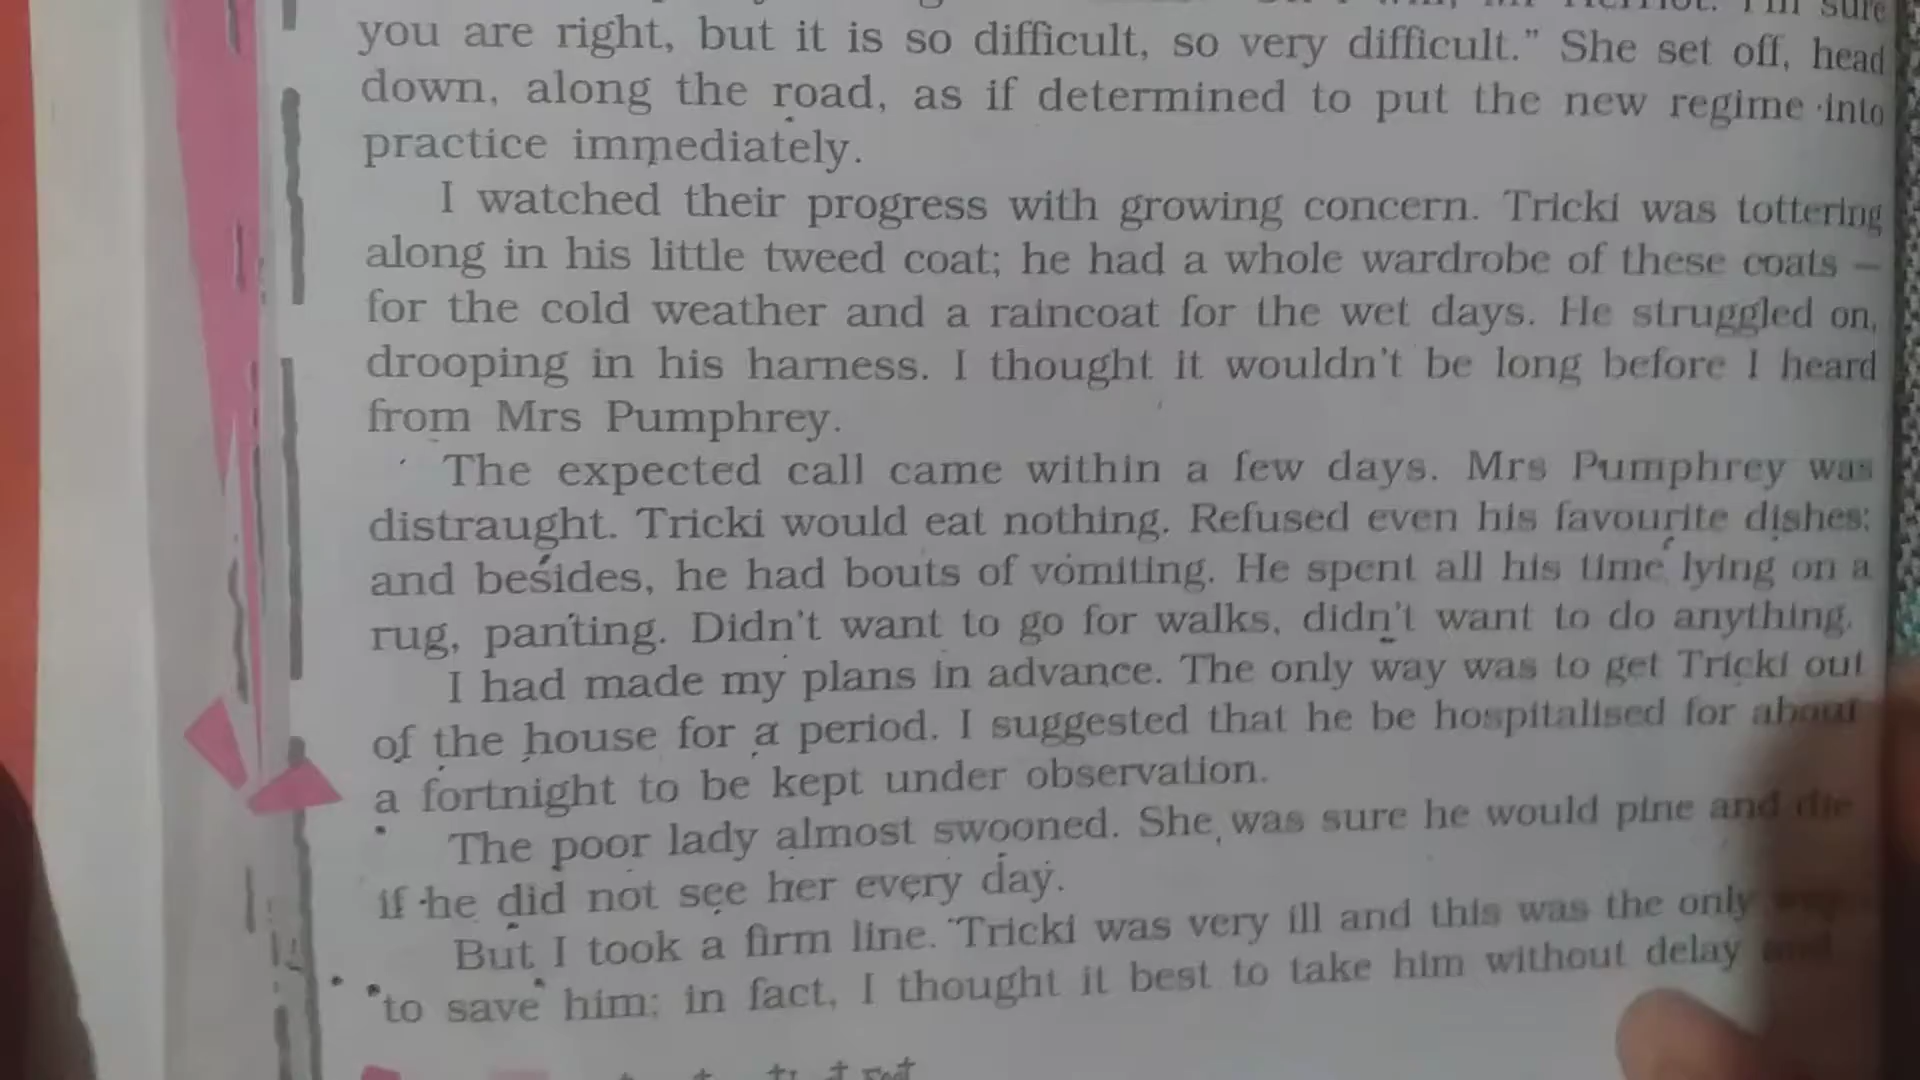 I'm sure
you are right, but it is so difficult, so very difficult." She set off, head
down, along the road, as if determined to put the new regime into
practice immediately.
I watched their progress with growing concern. Tricki was tottering
along in his little tweed coat; he had a whole wardrobe of these coats —
for the cold weather and a raincoat for the wet days. He struggled on,
drooping in his harness. I thought it wouldn't be long before I heard
from Mrs Pumphrey.
The expected call came within a few days. Mrs Pumphrey was
distraught. Tricki would eat nothing. Refused even his favourite dishes;
and besides, he had bouts of vomiting. He spent all his time lying on a
rug, panting. Didn't want to go for walks, didn't want to do anything.
I had made my plans in advance. The only way was to get Tricki out
of the house for a period. I suggested that he be hospitalised for about
a fortnight to be kept under observation.
The poor lady almost swooned. She was sure he would pine and die
if he did not see her every day.
But I took a firm line. Tricki was very ill and this was the only
to save him; in fact, I thought it best to take him without delay and